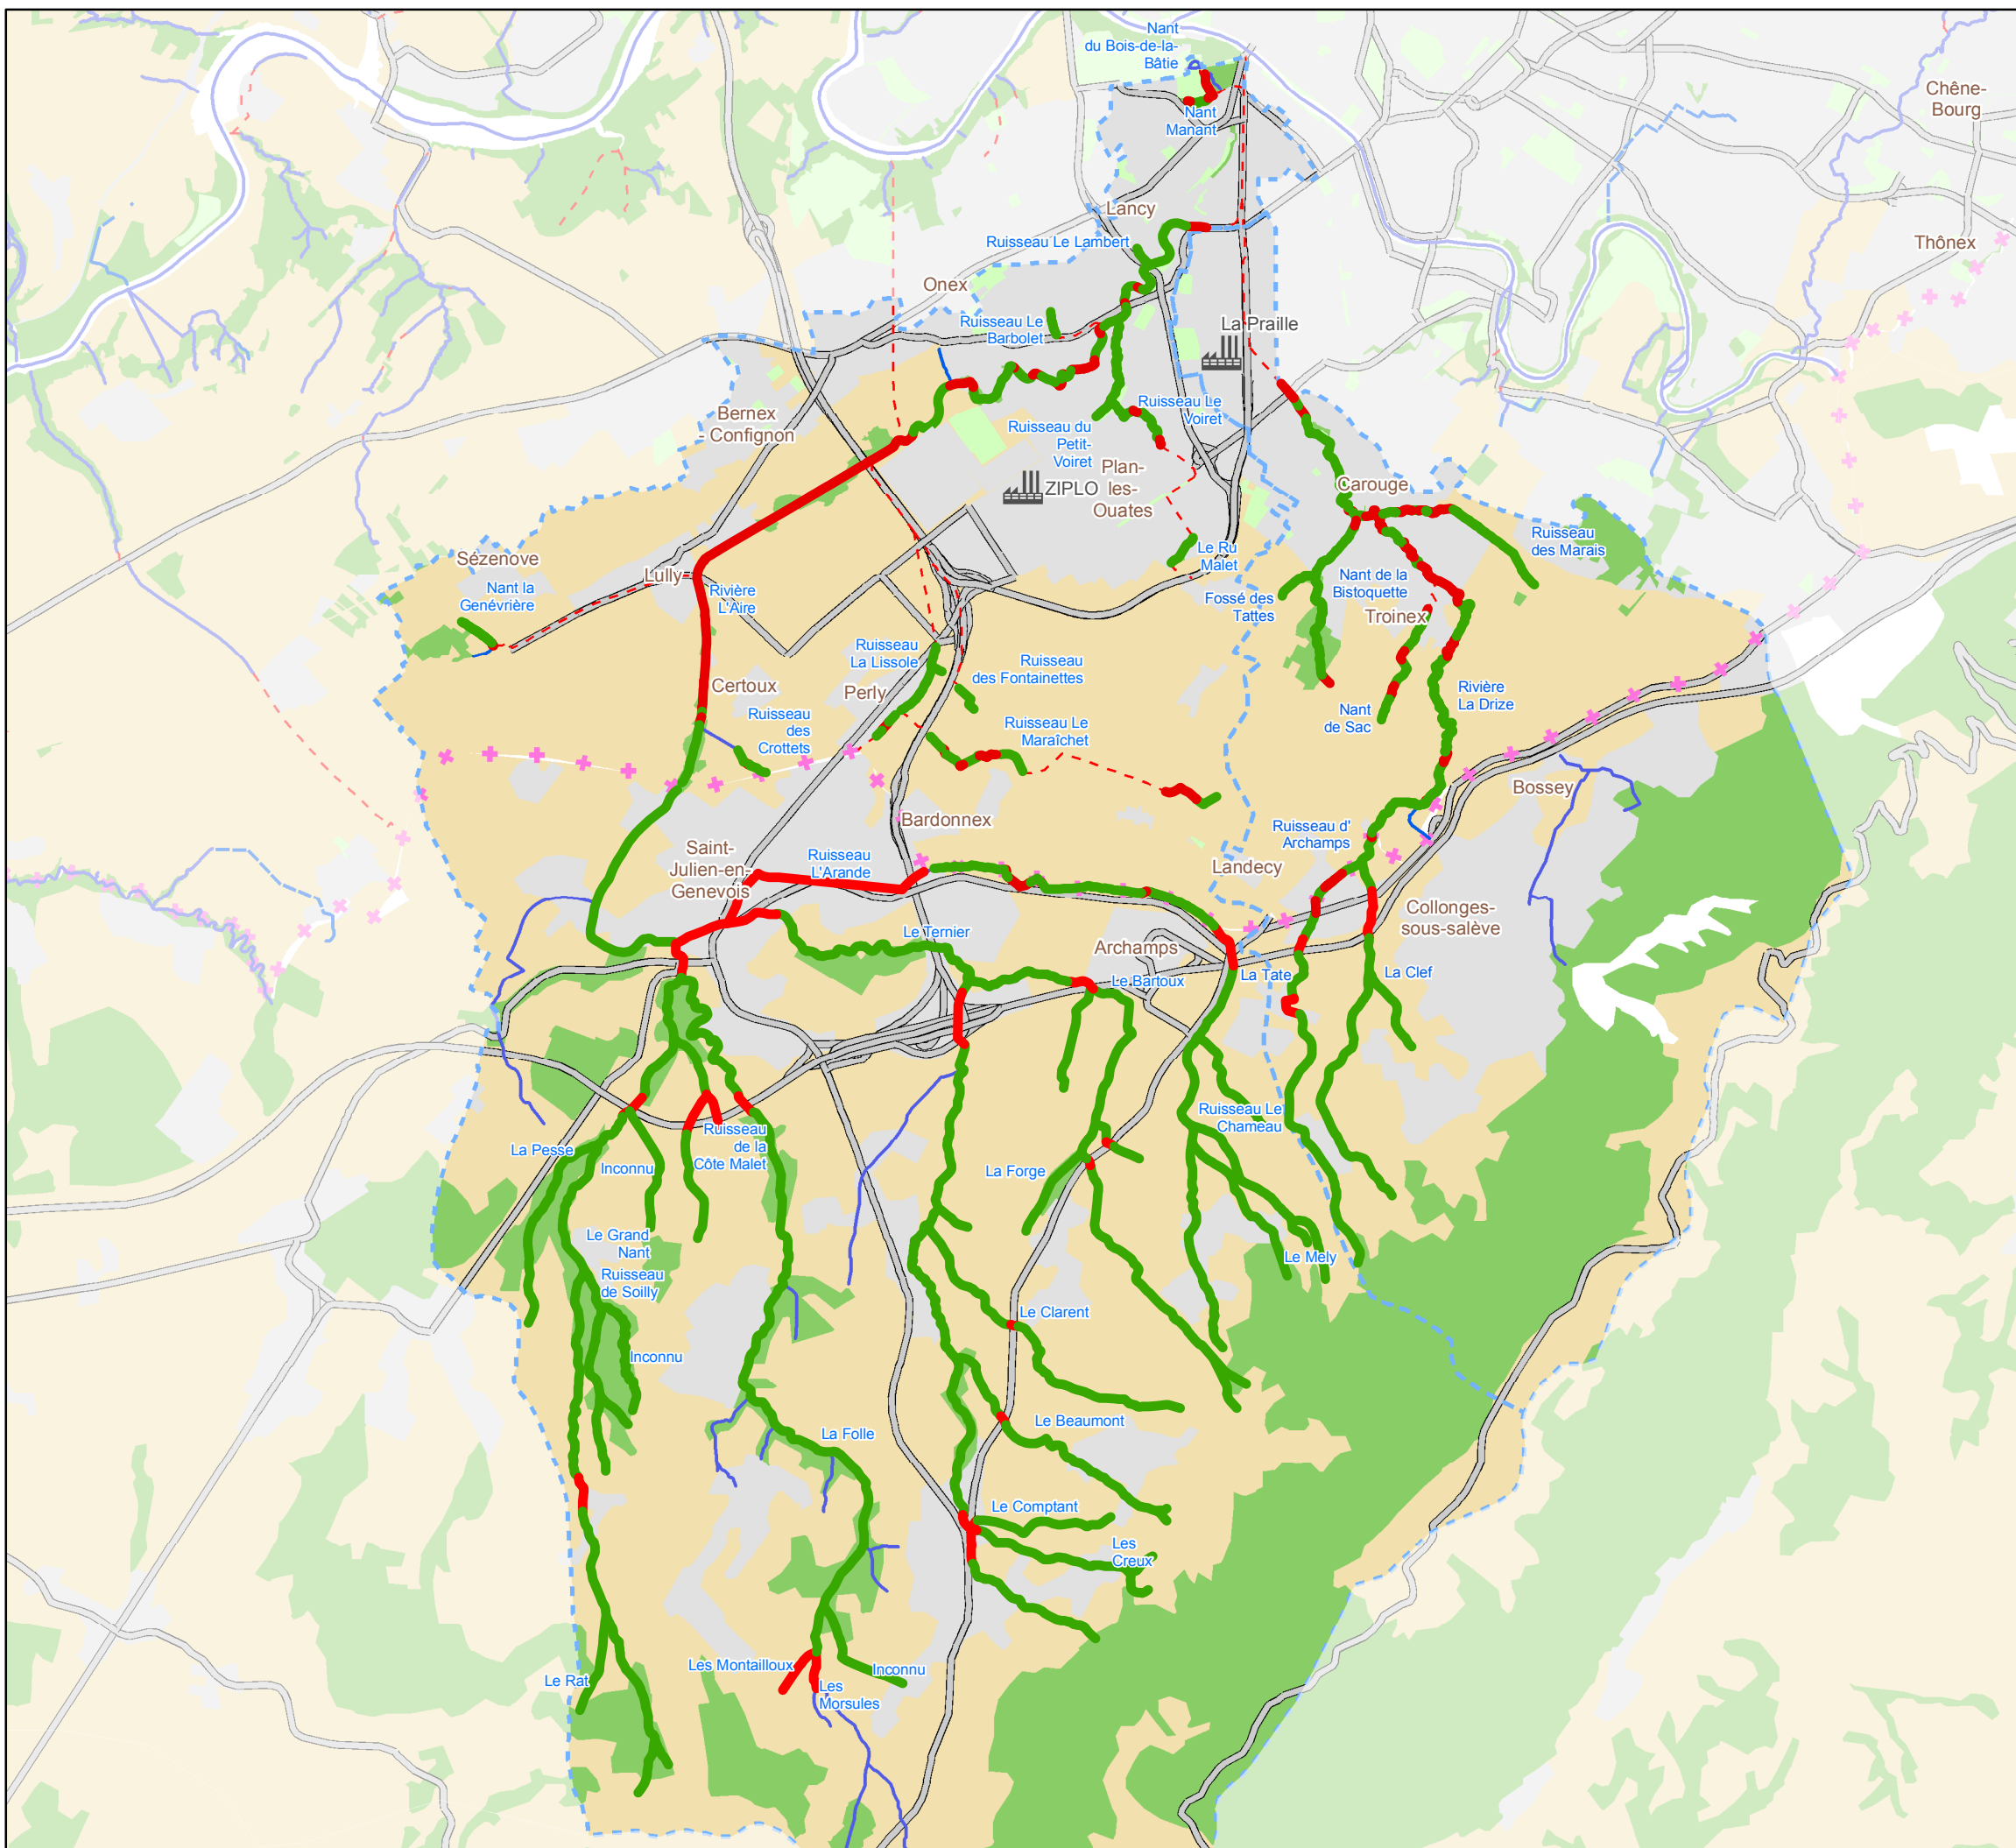 Nant
du Bois-de-la-
Bâtie
Chêne-
Bourg
Nant
Manant
Lancy
Ruisseau Le Lambert
Thônex
Onex
Ruisseau Le
Barbolet
La Praille
Bernex
- Confignon
Ruisseau Le
Voiret
Ruisseau du
Petit-
Voiret
Plan-
les-
Ouates
ZIPLO
Carouge
Ruisseau
des Marais
Sézenove
Nant la
Genévrière
Lully
Rivière
L'Aire
Le Ru
Malet
Fossé des
Tattes
Nant de la
Bistoquette
Troinex
Ruisseau
La Lissole
Ruisseau
des Fontainettes
Certoux
Perly
Rivière
La Drize
Nant
de Sac
Ruisseau
des
Crottets
Ruisseau Le
Maraîchet
Bossey
Bardonnex
Ruisseau d'
Archamps
Saint-
Julien-en-
Genevois
Ruisseau
L'Arande
Landecy
Collonges-
sous-salève
Le Ternier
Archamps
Le Bartoux
La Tate
La Clef
Ruisseau Le
Chameau
La Pesse
Inconnu
Ruisseau
de la
Côte Malet
La Forge
Le Grand
Nant
Ruisseau
de Soilly
Le Mely
Le Clarent
Inconnu
Le Beaumont
La Folle
Le Comptant
Les
Creux
Le Rat
Les Montailloux
Inconnu
Les
Morsules